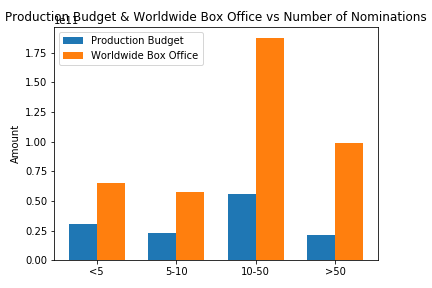 Production Budget & Worldwide Box Office vs Number of Nominations
1e11
Production Budget
Worldwide Box Office
1.75
1.50
1.25
1.00
0.75
0.50
0.25
0.00
Amount
<5 5-10 10-50 >50